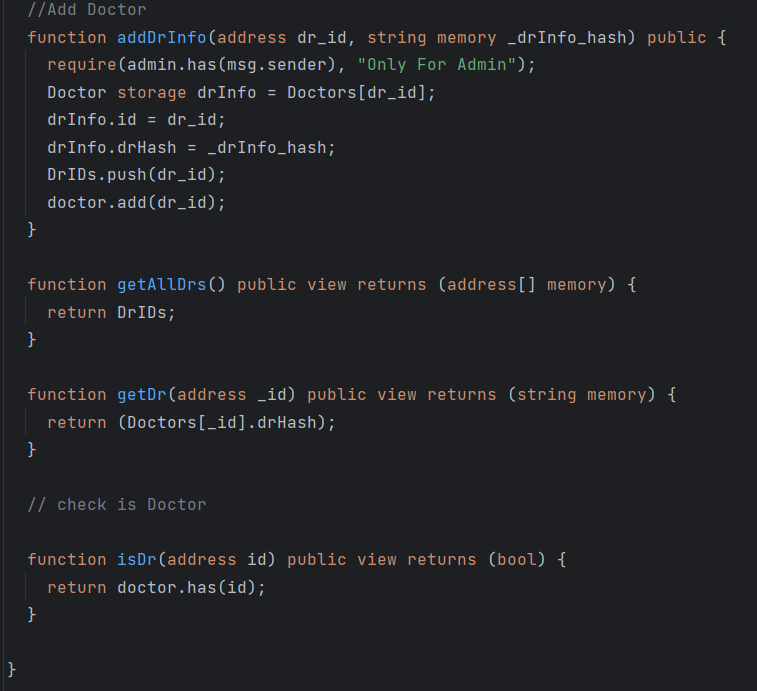 //Add Doctor
function addDrInfo(address dr_id, string memory _drInfo_hash) public {
require(admin.has(msg.sender), "Only For Admin");
Doctor storage drInfo = Doctors[dr_id];
drInfo.id = dr_id;
drInfo.drHash = _drInfo_hash;
DrIDs.push(dr_id);
doctor.add(dr_id);
}
function getAllDrs() public view returns (address[] memory) {
return DrIDs;
}
function getDr(address _id) public view returns (string memory) {
return (Doctors[_id].drHash);
}
// check is Doctor
function isDr(address id) public view returns (bool) {
return doctor.has(id);
}
}